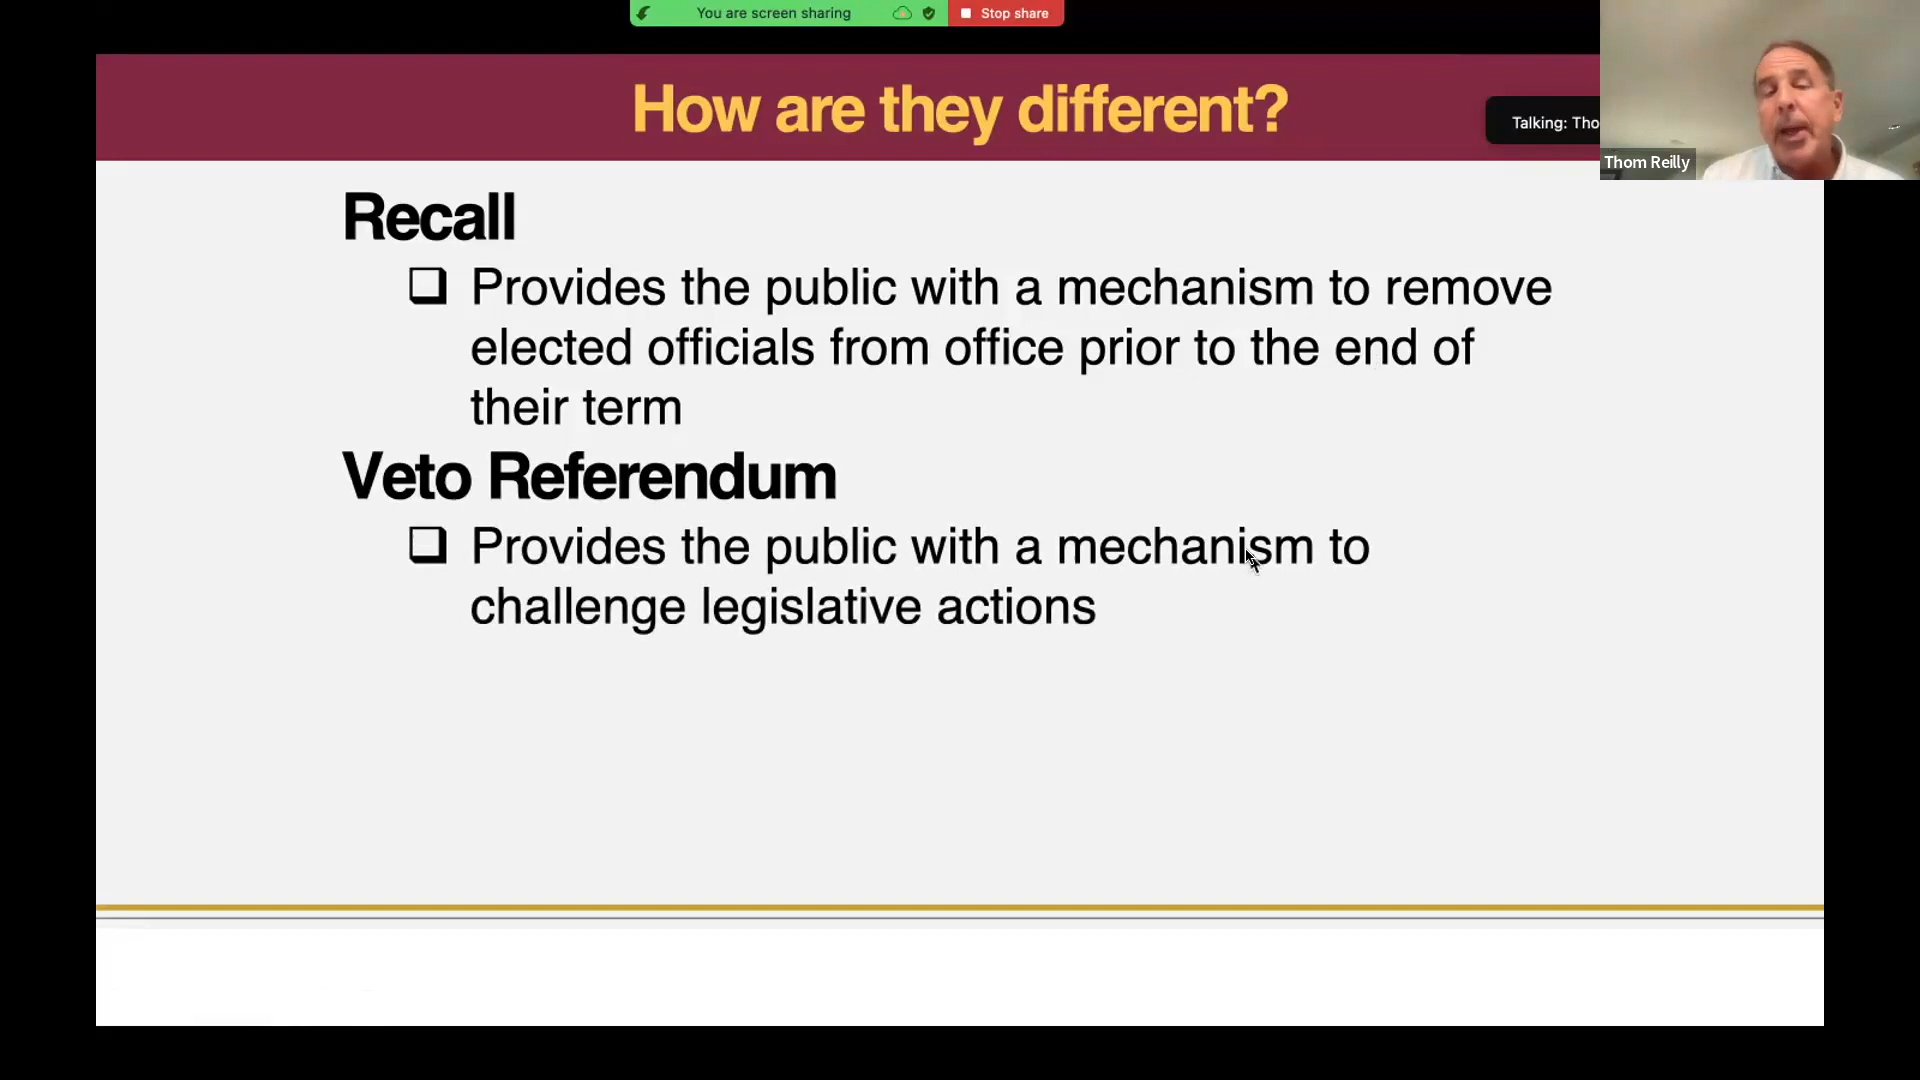 You are screen sharing
Stop share
How are they different?
Talking: Tho
Thom Reilly
Recall
Provides the public with a mechanism to remove
elected officials from office prior to the end of
their term
Veto Referendum
Provides the public with a mechanism to
challenge legislative actions